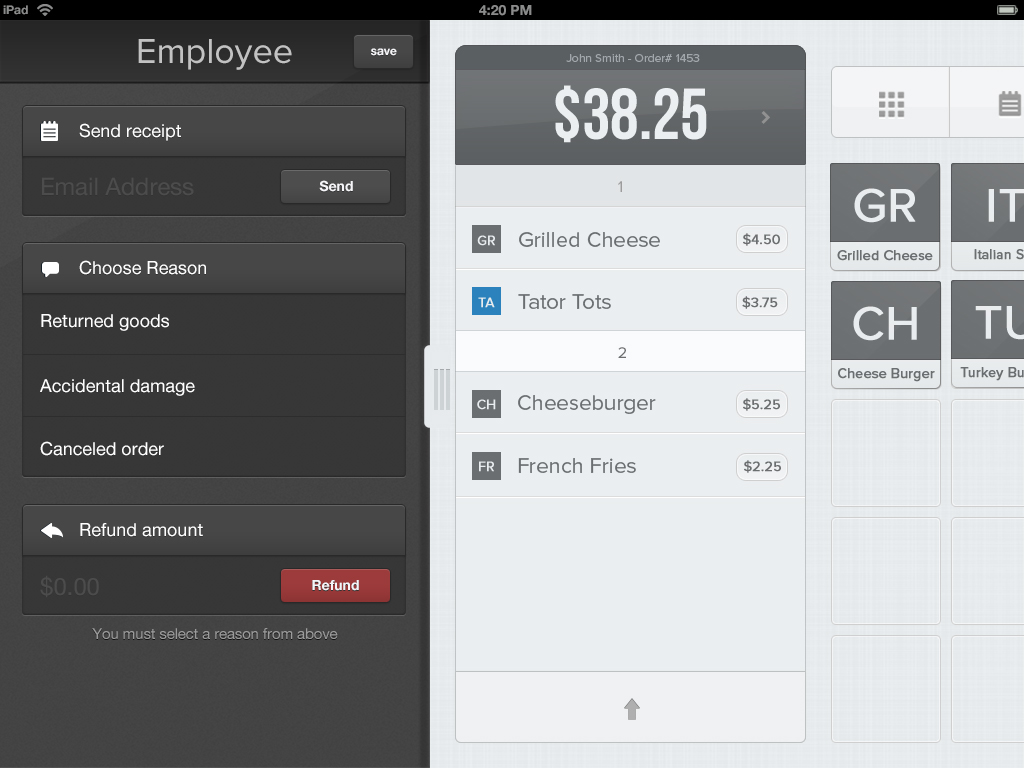 iPad
4:20 PM
Employee
save
Send receipt
Email Address
Send
Choose Reason
Returned goods
Accidental damage
Canceled order
Refund amount
$0.00
Refund
You must select a reason from above
John Smith - Order# 1453
$38.25
1
GR Grilled Cheese $4.50
TA Tator Tots $3.75
2
CH Cheeseburger $5.25
FR French Fries $2.25
GR IT
Grilled Cheese Italian S
CH TU
Cheese Burger Turkey Bu